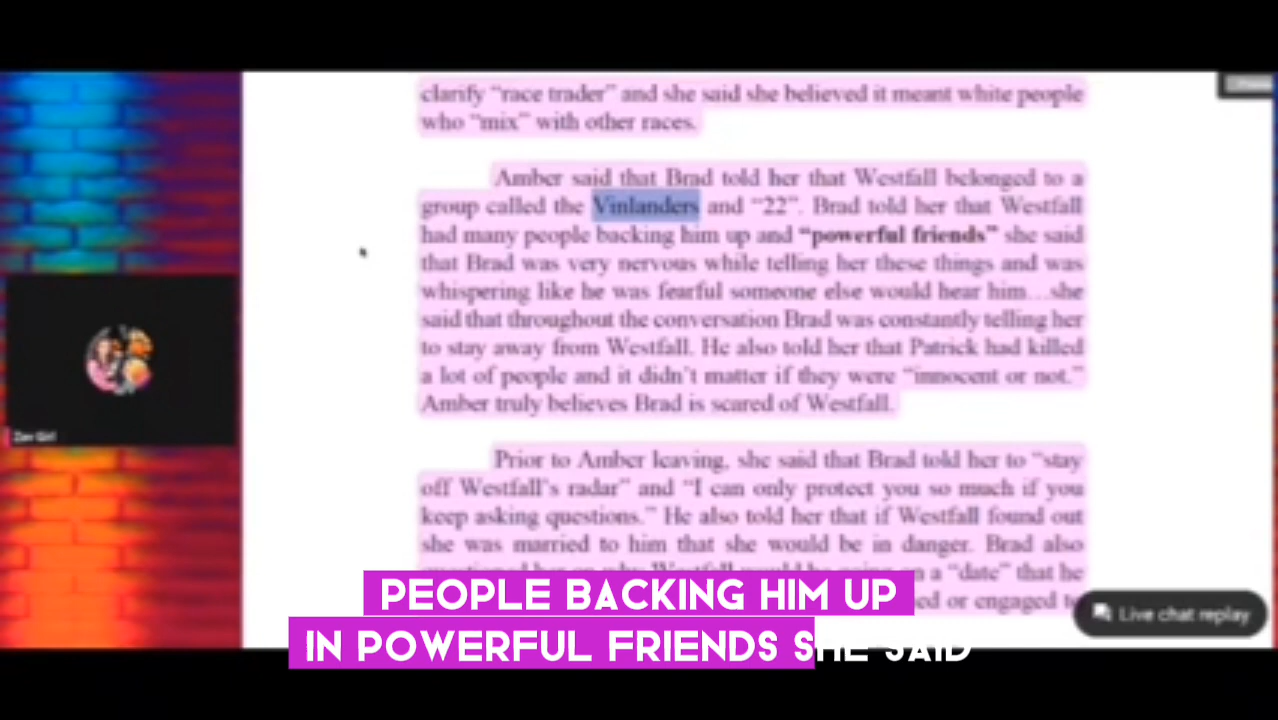 clarify “race trader” and she said she believed it meant white people
who “mix” with other races.
Amber said that Brad told her that Westfall belonged to a
group called the Vinlanders and “22”. Brad told her that Westfall
had many people backing him up and “powerful friends” she said
that Brad was very nervous while telling her these things and was
whispering like he was fearful someone else would hear him…she
said that throughout the conversation Brad was constantly telling her
to stay away from Westfall. He also told her that Patrick had killed
a lot of people and it didn’t matter if they were “innocent or not.”
Amber truly believes Brad is scared of Westfall.
Prior to Amber leaving, she said that Brad told her to “stay
off Westfall’s radar” and “I can only protect you so much if you
keep asking questions.” He also told her that if Westfall found out
she was married to him that she would be in danger. Brad also
a “date” that he
or engaged to
PEOPLE BACKING HIM UP
IN POWERFUL FRIENDS SHE SAID
Live chat replay